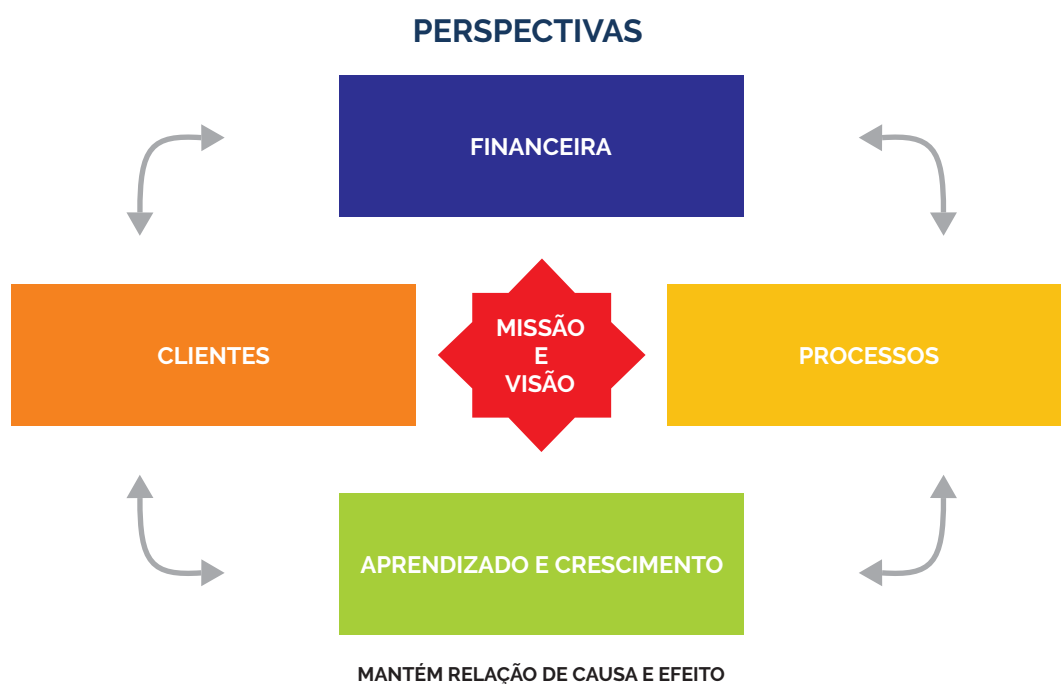 PERSPECTIVAS
FINANCEIRA
CLIENTES
MISSÃO
E
VISÃO
PROCESSOS
APRENDIZADO E CRESCIMENTO
MANTÉM RELAÇÃO DE CAUSA E EFEITO